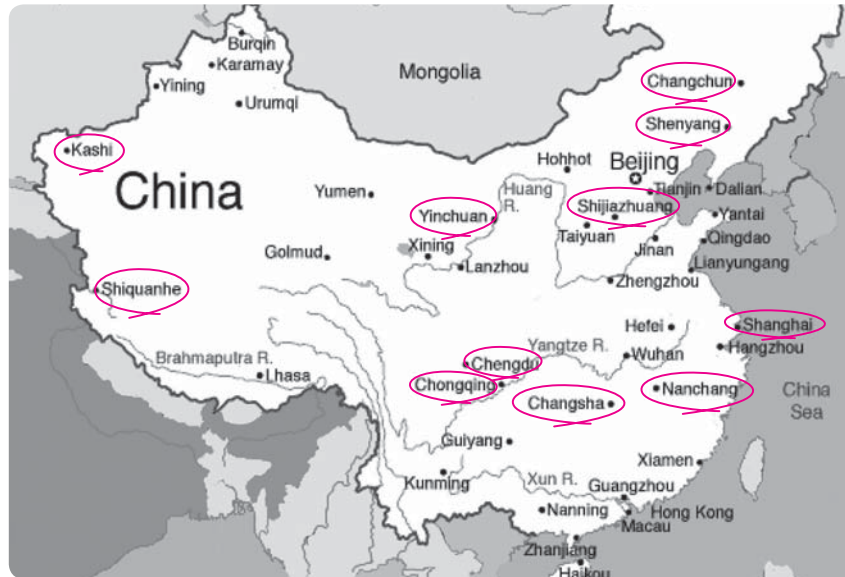 Burqin
Karamay
Mongolia
Changchun
Yining
Urumqi
Shenyang
Kashi
Hohhot
Beijing
China
Yumen
Huang
R.
Tianjin
Dalian
Yinchuan
Shijiazhuang
Yantai
Taiyuan
Xining
Jinan
Qingdao
Golmud
Lanzhou
Lianyungang
Zhengzhou
Shiquanhe
Hefei
Shanghai
Yangtze R.
Hangzhou
Brahmaputra R.
Chengdu
Wuhan
Lhasa
Chongqing
Nanchang
China
Sea
Changsha
Guiyang
Xiamen
Kunming
Xun R.
Guangzhou
Nanning
Hong Kong
Macau
Zhanjiang
Haikou